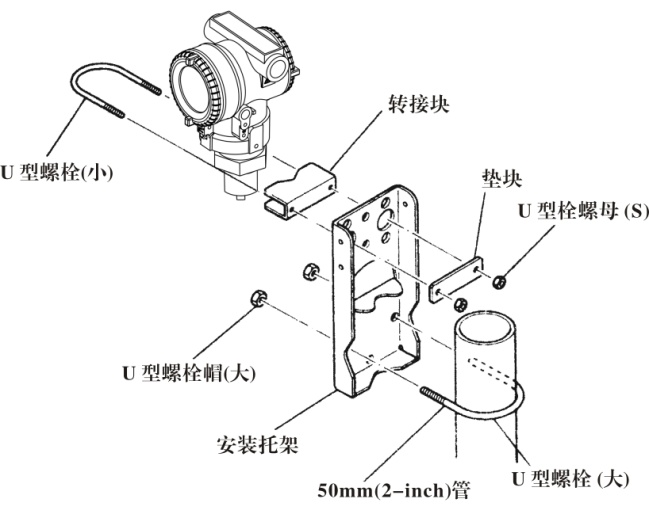 转接块
U 型螺栓(小)
垫块
U 型栓螺母 (S)
U 型螺栓帽(大)
安装托架
U 型螺栓 (大)
50mm(2-inch)管